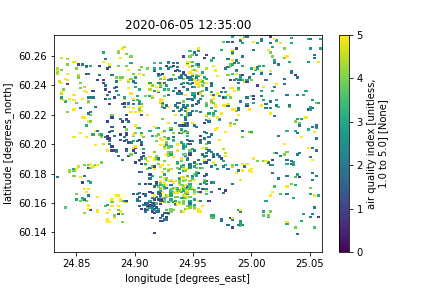 2020-06-05 12:35:00
60.26
60.24
60.22
60.20
60.18
60.16
60.14
latitude [degrees_north]
24.85 24.90 24.95 25.00 25.05
longitude [degrees_east]
5
4
3
2
1
0
air quality index [unitless,
1.0 to 5.0] [None]